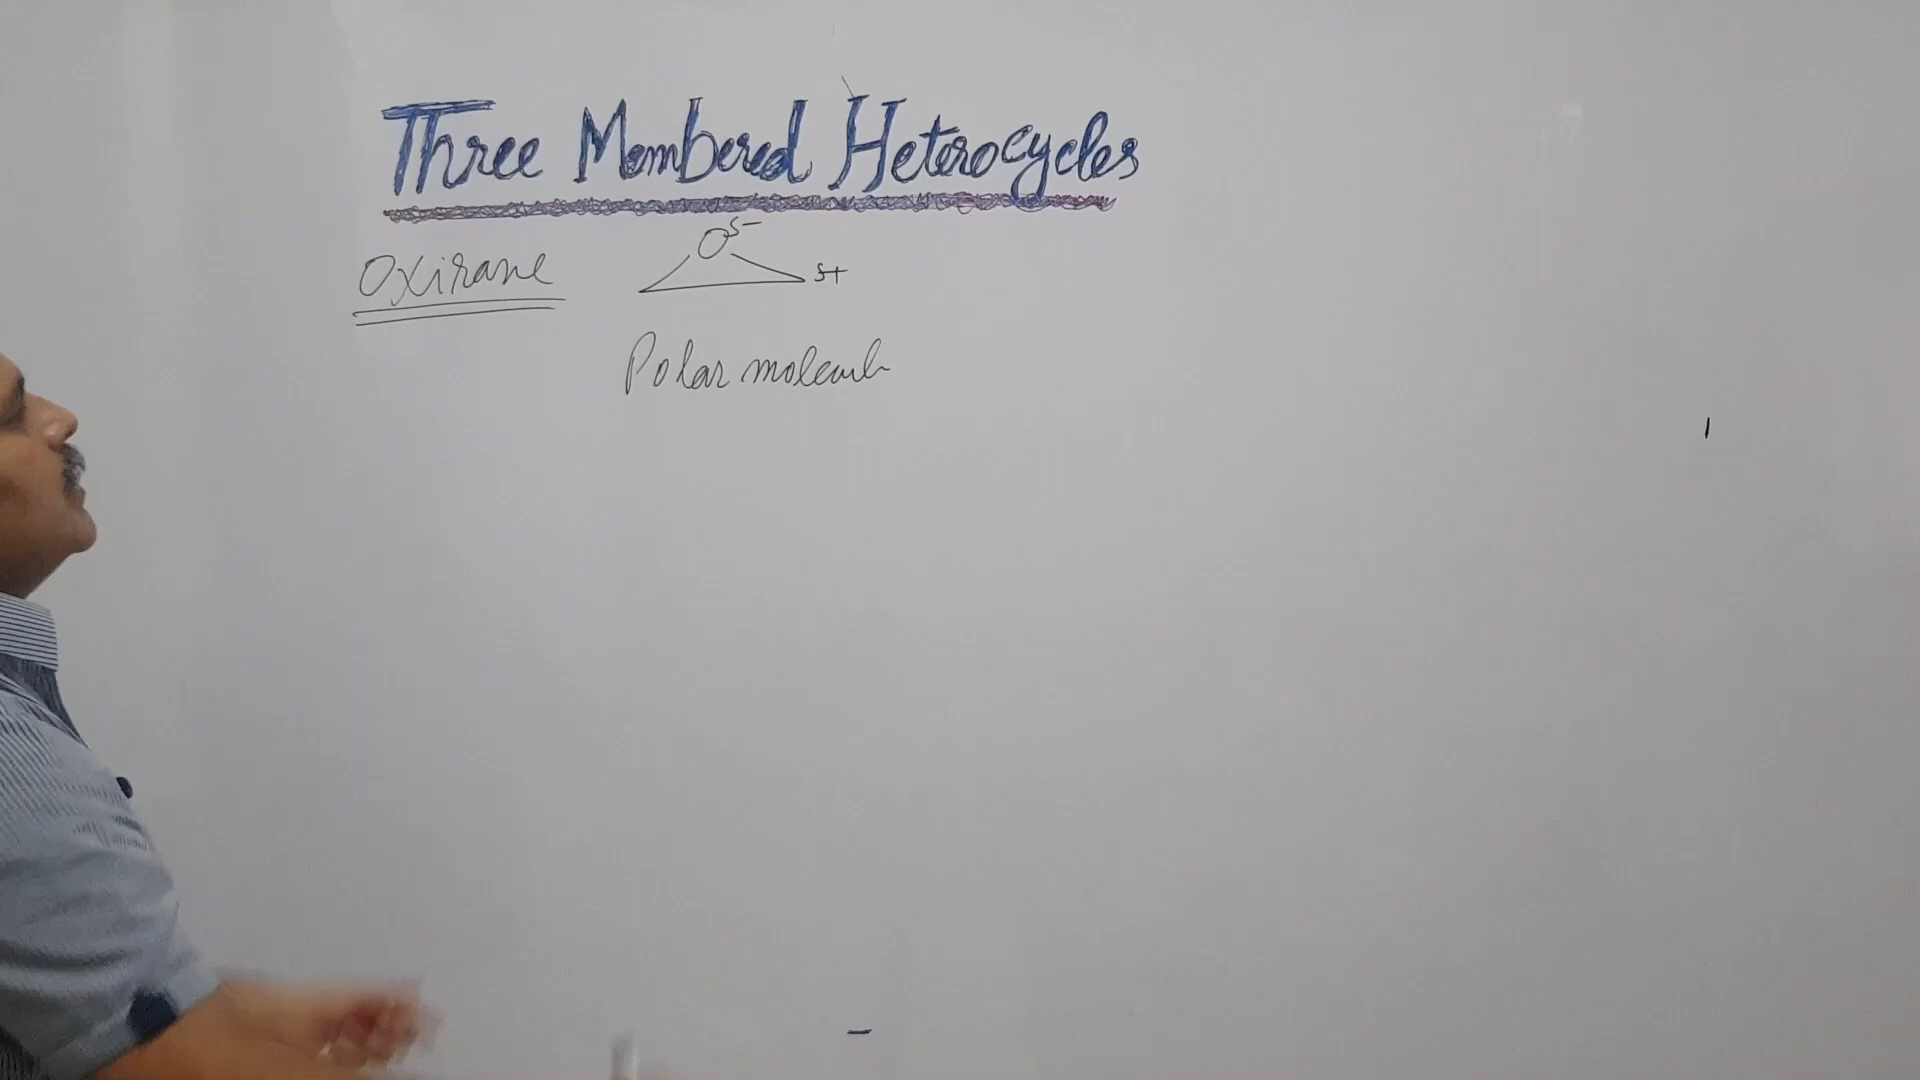 Three Membered Heterocycles
Oxirane
O δ-
δ+
Polar molecule